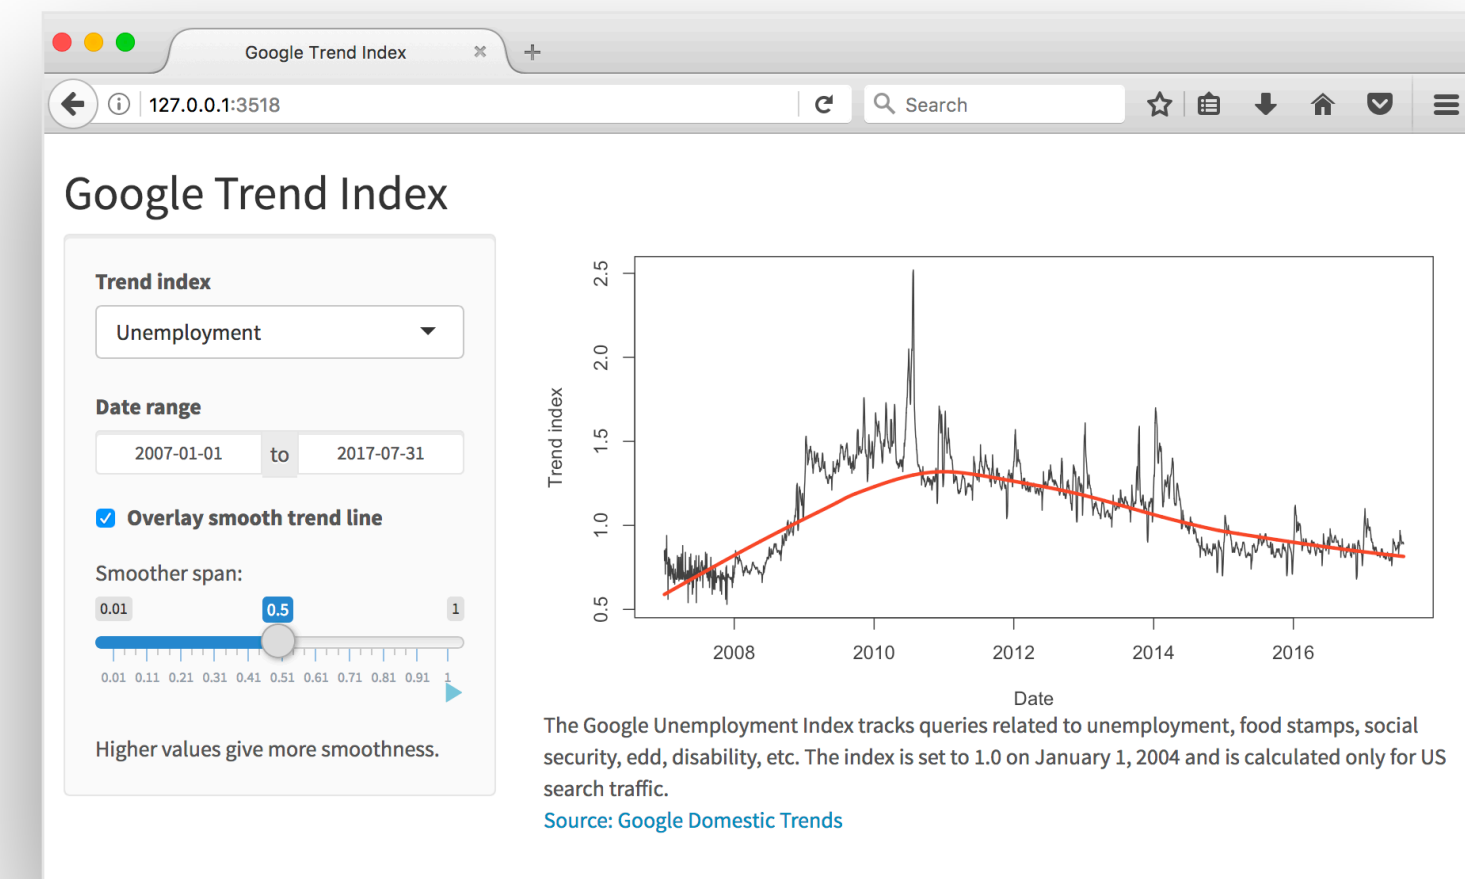 Google Trend Index
127.0.0.1:3518
Search
Google Trend Index
Trend index
Unemployment
Date range
2007-01-01 to 2017-07-31
Overlay smooth trend line
Smoother span:
0.01 0.5 1
0.01 0.11 0.21 0.31 0.41 0.51 0.61 0.71 0.81 0.91 1
Higher values give more smoothness.
Trend index
2.5
2.0
1.5
1.0
0.5
2008 2010 2012 2014 2016
Date
The Google Unemployment Index tracks queries related to unemployment, food stamps, social
security, edd, disability, etc. The index is set to 1.0 on January 1, 2004 and is calculated only for US
search traffic.
Source: Google Domestic Trends